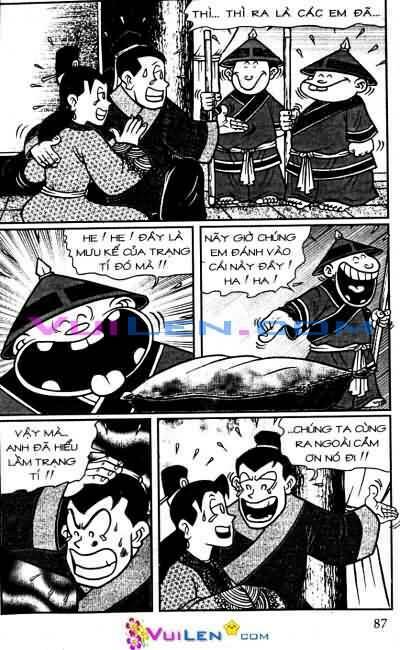 THÌ... THÌ RA LÀ CÁC EM ĐÃ...
HE! HE! ĐÂY LÀ
MƯU KẾ CỦA TRẠNG
TÍ ĐÓ MÀ!!
NÃY GIỜ CHÚNG
EM ĐÁNH VÀO
CÁI NÀY ĐÂY!
HA! HA!
VUILEN.COM
VẬY MÀ...
ANH ĐÃ HIỂU
LẦM TRẠNG
TÍ!!
...CHÚNG TA CÙNG
RA NGOÀI CẢM
ƠN NÓ ĐI!!
87
VUILEN.COM